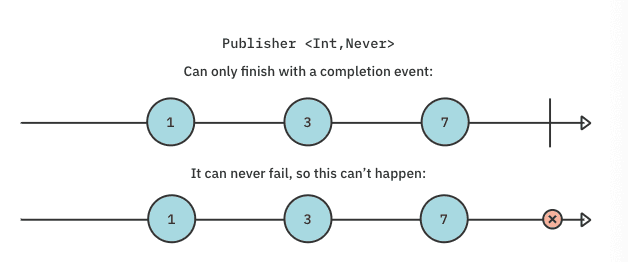 Publisher <Int,Never>
Can only finish with a completion event:
1 3 7
It can never fail, so this can’t happen:
1 3 7